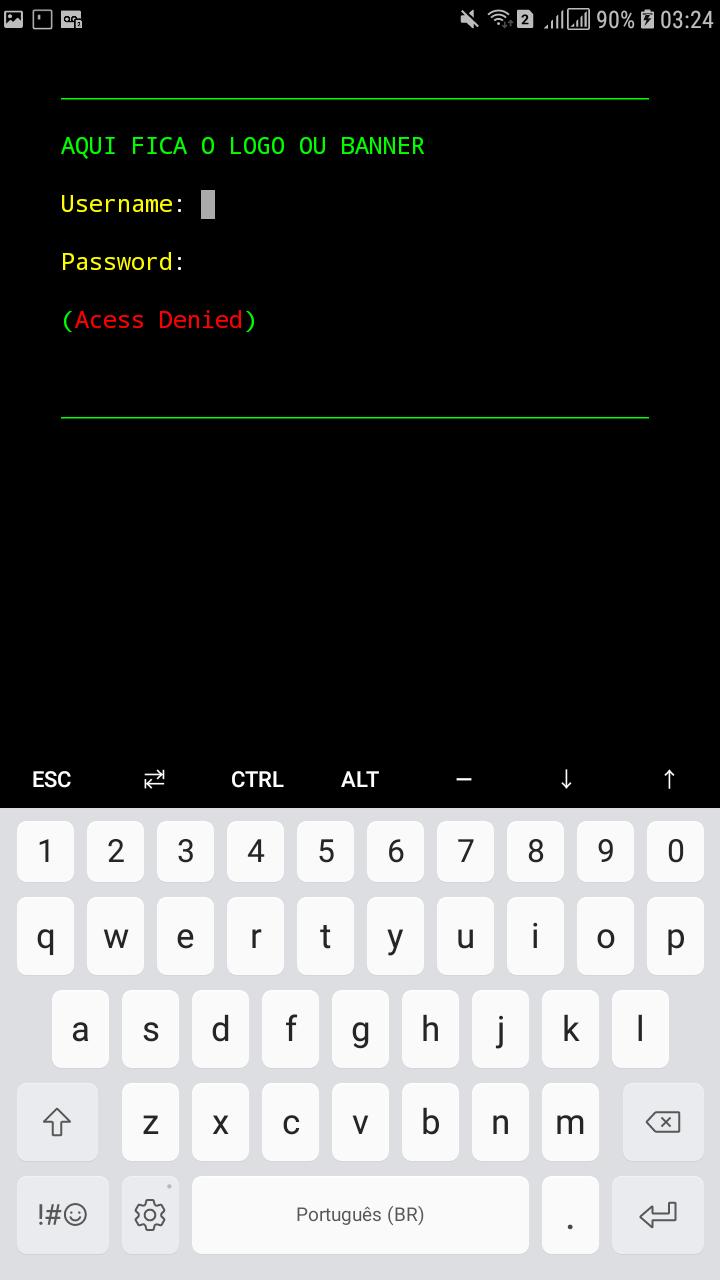 90% 03:24
AQUI FICA O LOGO OU BANNER
Username:
Password:
(Acess Denied)
ESC CTRL ALT
1 2 3 4 5 6 7 8 9 0
q w e r t y u i o p
a s d f g h j k l
z x c v b n m
!#☺ Português (BR) .